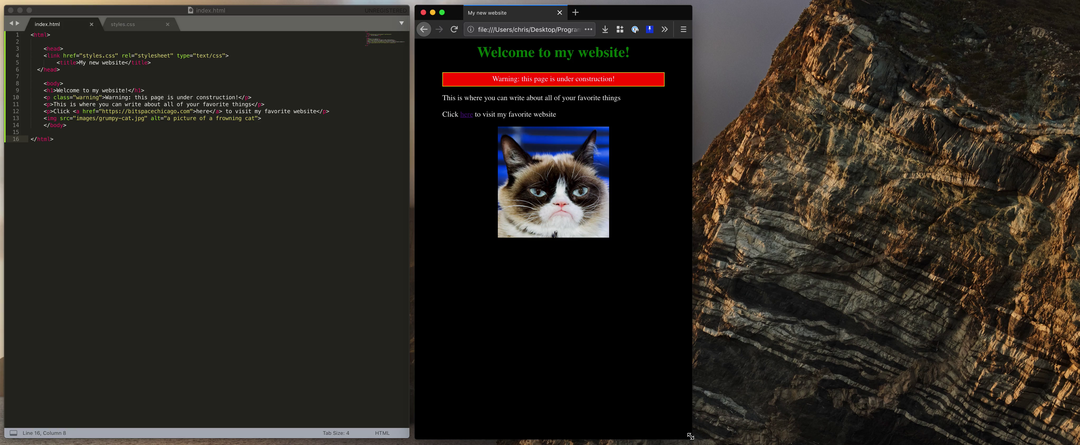 index.html
index.html ×
styles.css ×
1 <html>
2
3 <head>
4 <link href="styles.css" rel="stylesheet" type="text/css">
5 <title>My new website</title>
6 </head>
7
8 <body>
9 <h1>Welcome to my website!</h1>
10 <p class="warning">Warning: this page is under construction!</p>
11 <p>This is where you can write about all of your favorite things</p>
12 <p>Click <a href="https://bitspacechicago.com">here</a> to visit my favorite website</p>
13 <img src="images/grumpy-cat.jpg" alt="a picture of a frowning cat">
14 </body>
15
16 </html>
Line 16, Column 8
Tab Size: 4
HTML
My new website
file:///Users/chris/Desktop/Progra
Welcome to my website!
Warning: this page is under construction!
This is where you can write about all of your favorite things
Click here to visit my favorite website